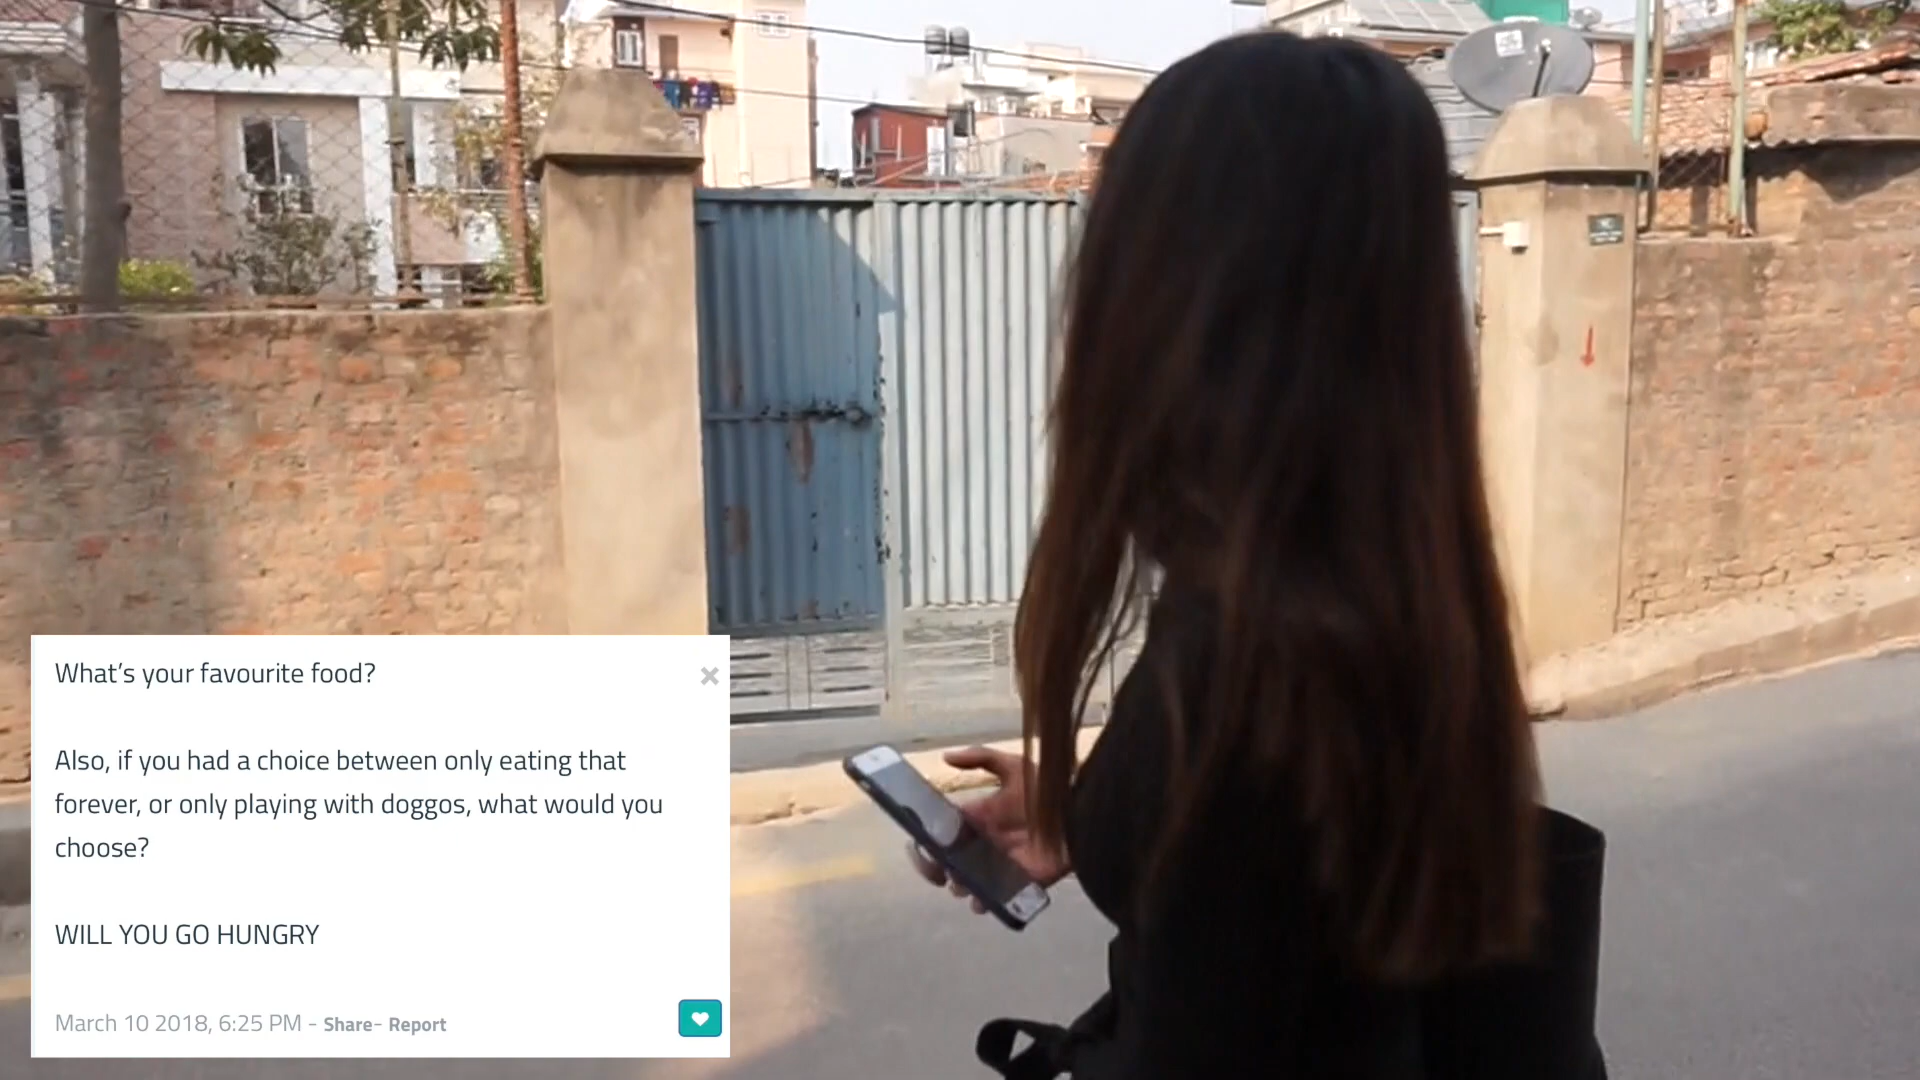 What’s your favourite food?
Also, if you had a choice between only eating that
forever, or only playing with doggos, what would you
choose?
WILL YOU GO HUNGRY
March 10 2018, 6:25 PM - Share- Report